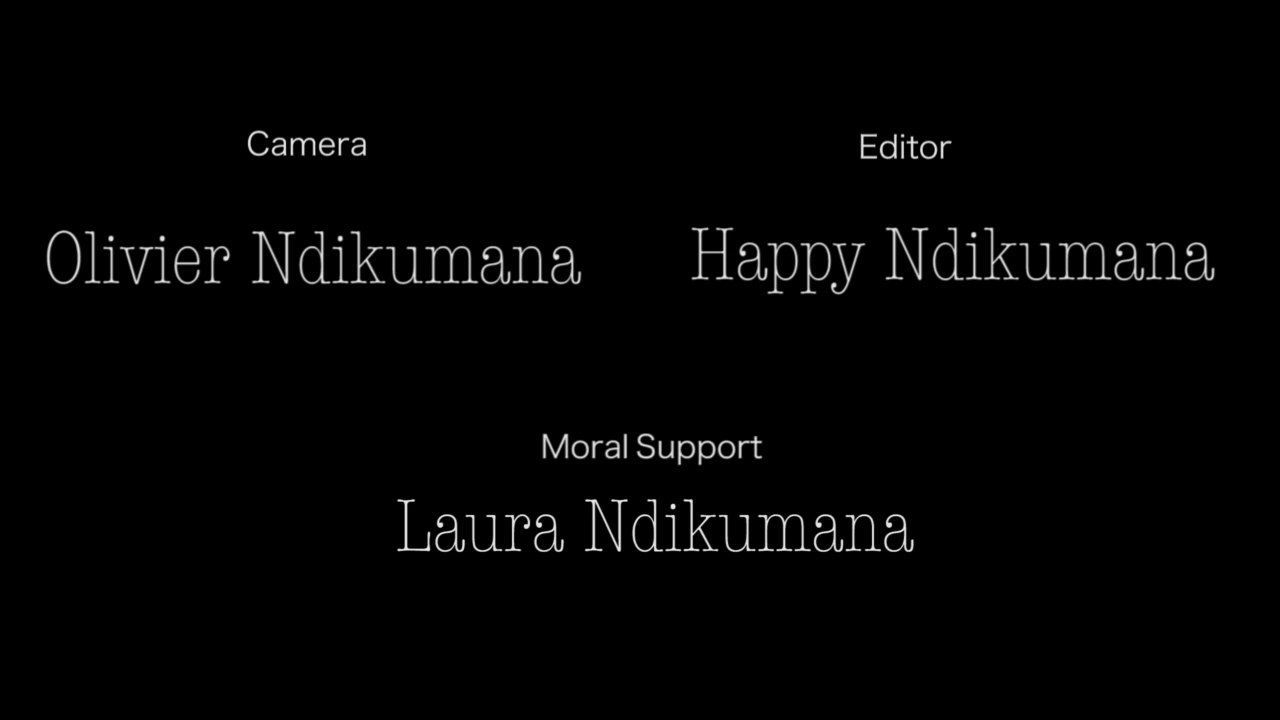 Camera
Editor
Olivier Ndikumana
Happy Ndikumana
Moral Support
Laura Ndikumana